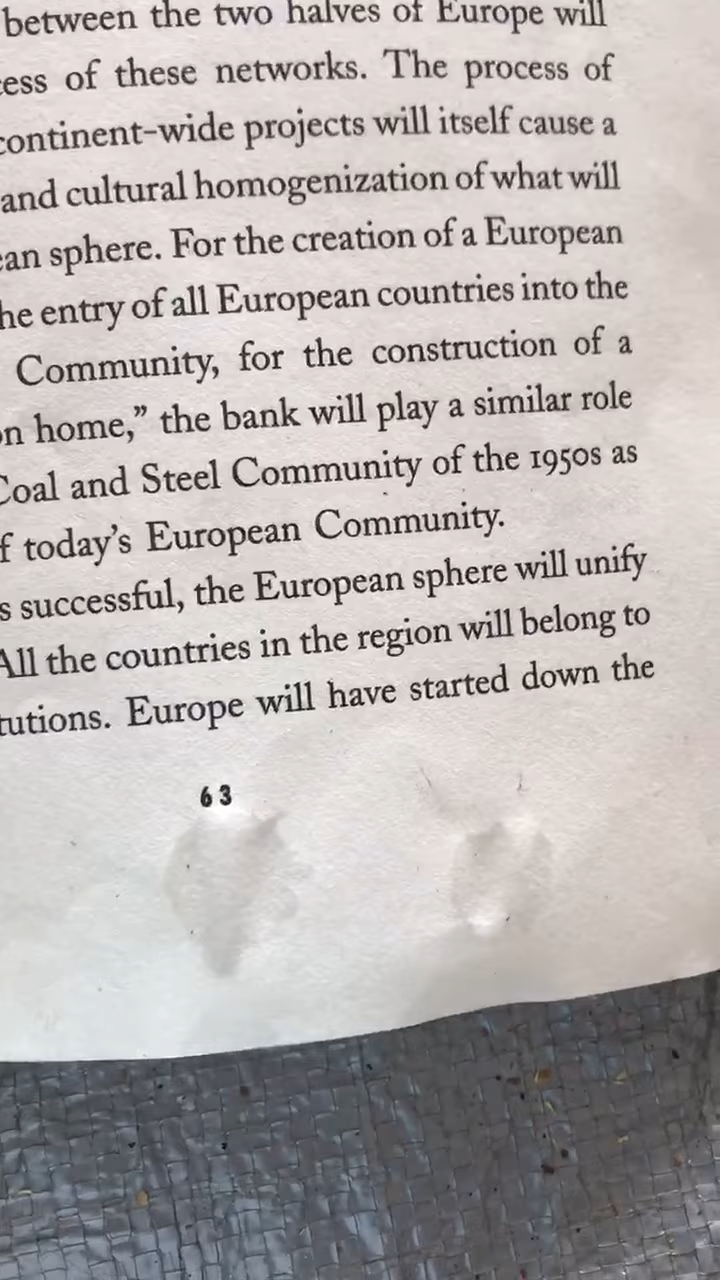 between the two halves of Europe will
ess of these networks. The process of
continent-wide projects will itself cause a
and cultural homogenization of what will
an sphere. For the creation of a European
he entry of all European countries into the
Community, for the construction of a
n home,” the bank will play a similar role
Coal and Steel Community of the 1950s as
f today’s European Community.
s successful, the European sphere will unify
All the countries in the region will belong to
tutions. Europe will have started down the
63